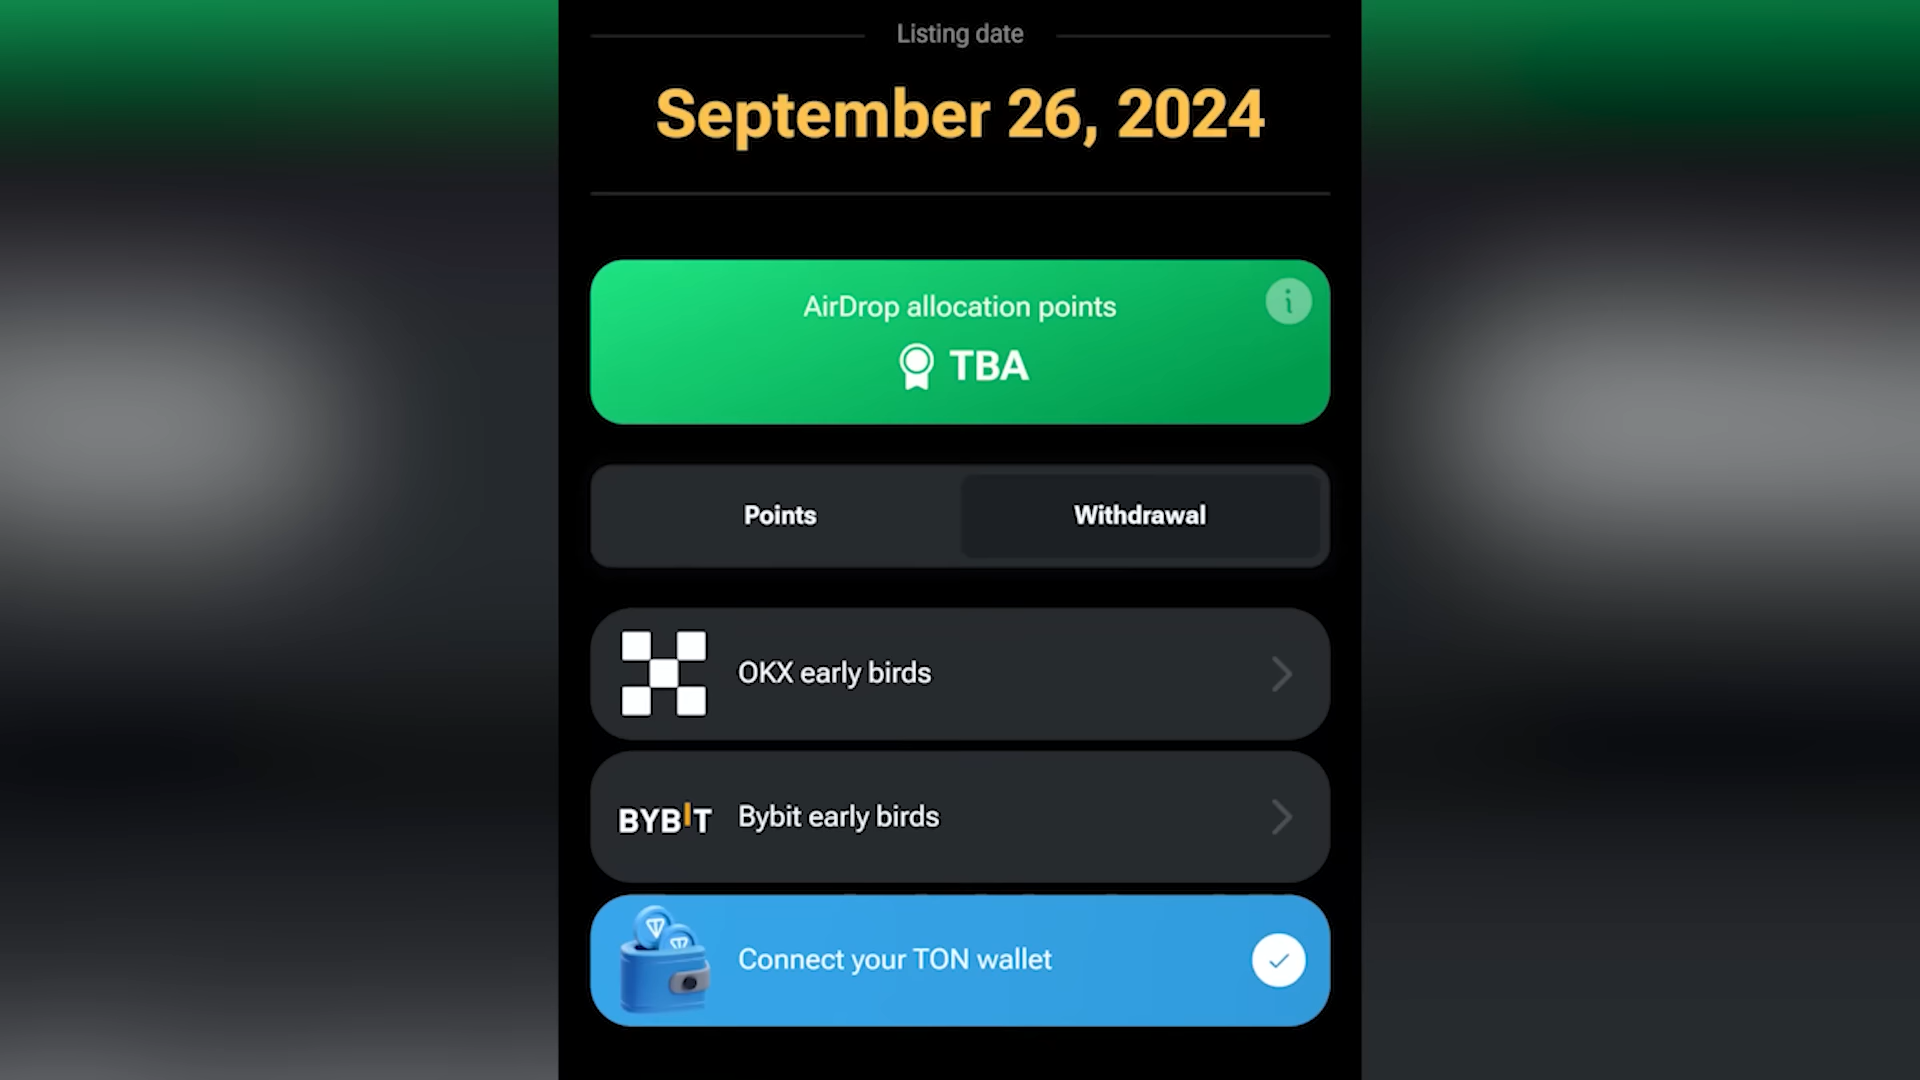 Listing date
September 26, 2024
AirDrop allocation points
TBA
Points
Withdrawal
OKX early birds
BYBIT
Bybit early birds
Connect your TON wallet